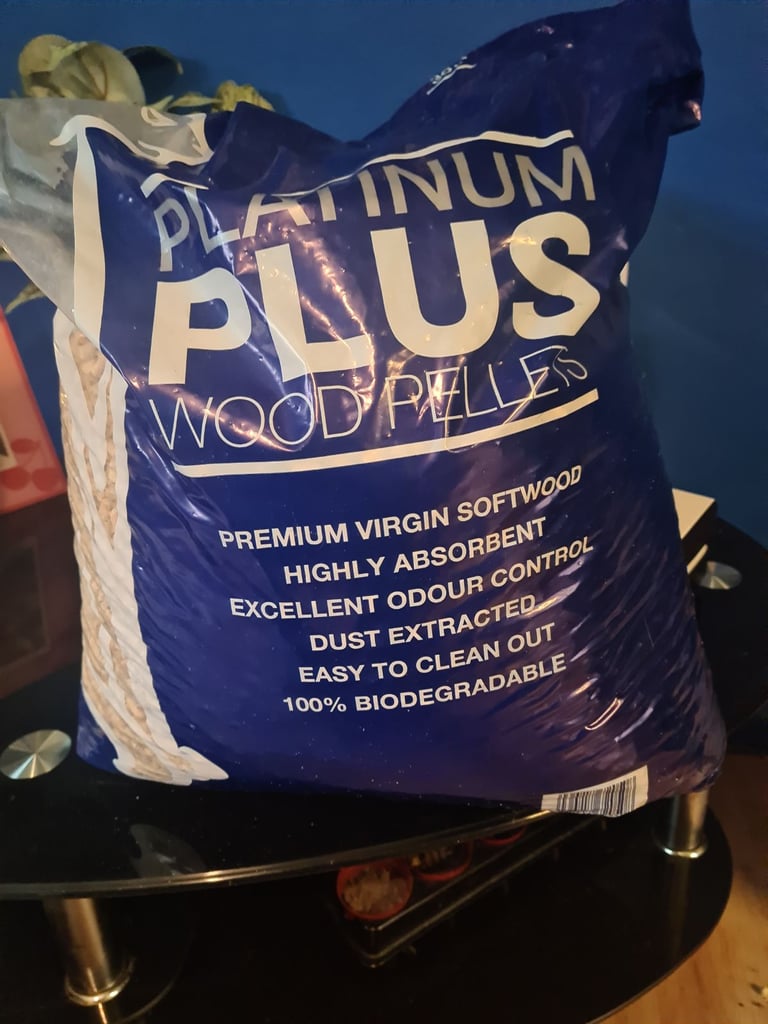 PLATINUM
PLUS
WOOD PELLETS
PREMIUM VIRGIN SOFTWOOD
HIGHLY ABSORBENT
EXCELLENT ODOUR CONTROL
DUST EXTRACTED
EASY TO CLEAN OUT
100% BIODEGRADABLE